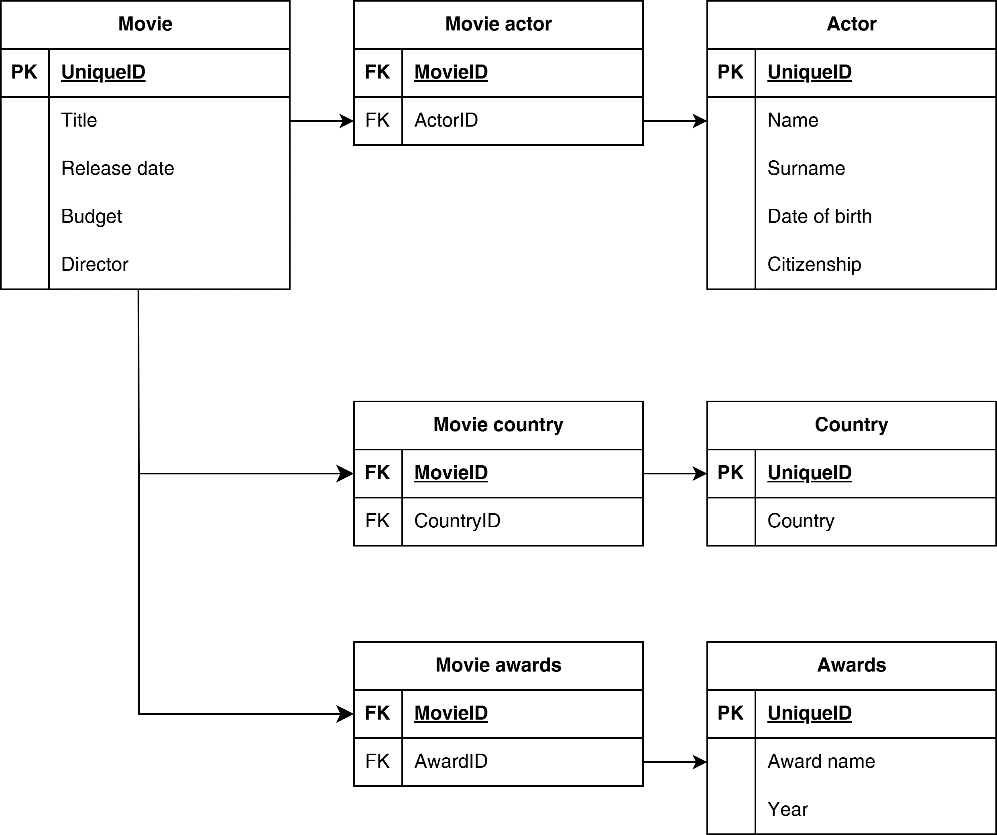 Movie
PK UniqueID
Title
Release date
Budget
Director
Movie actor
FK MovieID
FK ActorID
Actor
PK UniqueID
Name
Surname
Date of birth
Citizenship
Movie country
FK MovieID
FK CountryID
Country
PK UniqueID
Country
Movie awards
FK MovieID
FK AwardID
Awards
PK UniqueID
Award name
Year